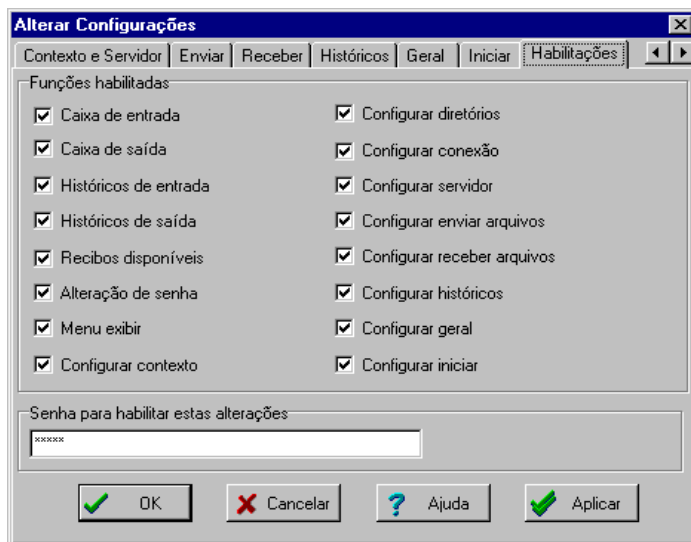 Alterar Configurações
Contexto e Servidor Enviar Receber Históricos Geral Iniciar Habilitações
Funções habilitadas
Caixa de entrada
Caixa de saída
Históricos de entrada
Históricos de saída
Recibos disponíveis
Alteração de senha
Menu exibir
Configurar contexto
Configurar diretórios
Configurar conexão
Configurar servidor
Configurar enviar arquivos
Configurar receber arquivos
Configurar históricos
Configurar geral
Configurar iniciar
Senha para habilitar estas alterações
*****
OK Cancelar Ajuda Aplicar